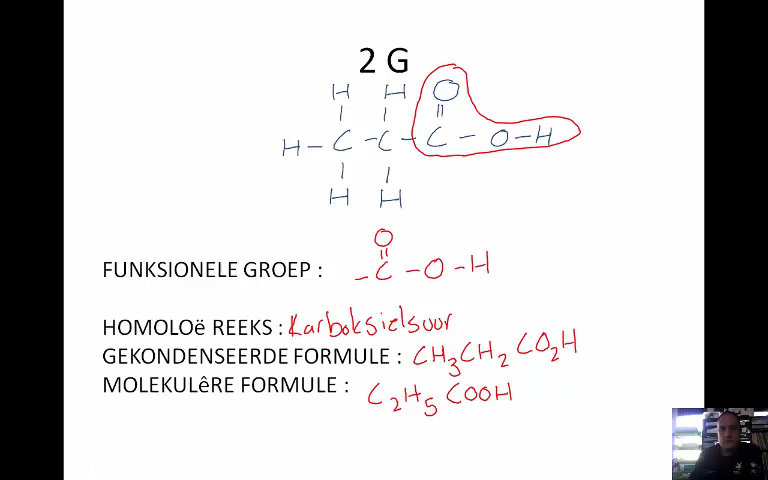 2 G
H H O
H – C – C – C – O – H
H H
O
FUNKSIONELE GROEP : – C – O – H
HOMOLOë REEKS : Karboksielsuur
GEKONDENSEERDE FORMULE : CH₃CH₂CO₂H
MOLEKULêRE FORMULE : C₂H₅COOH